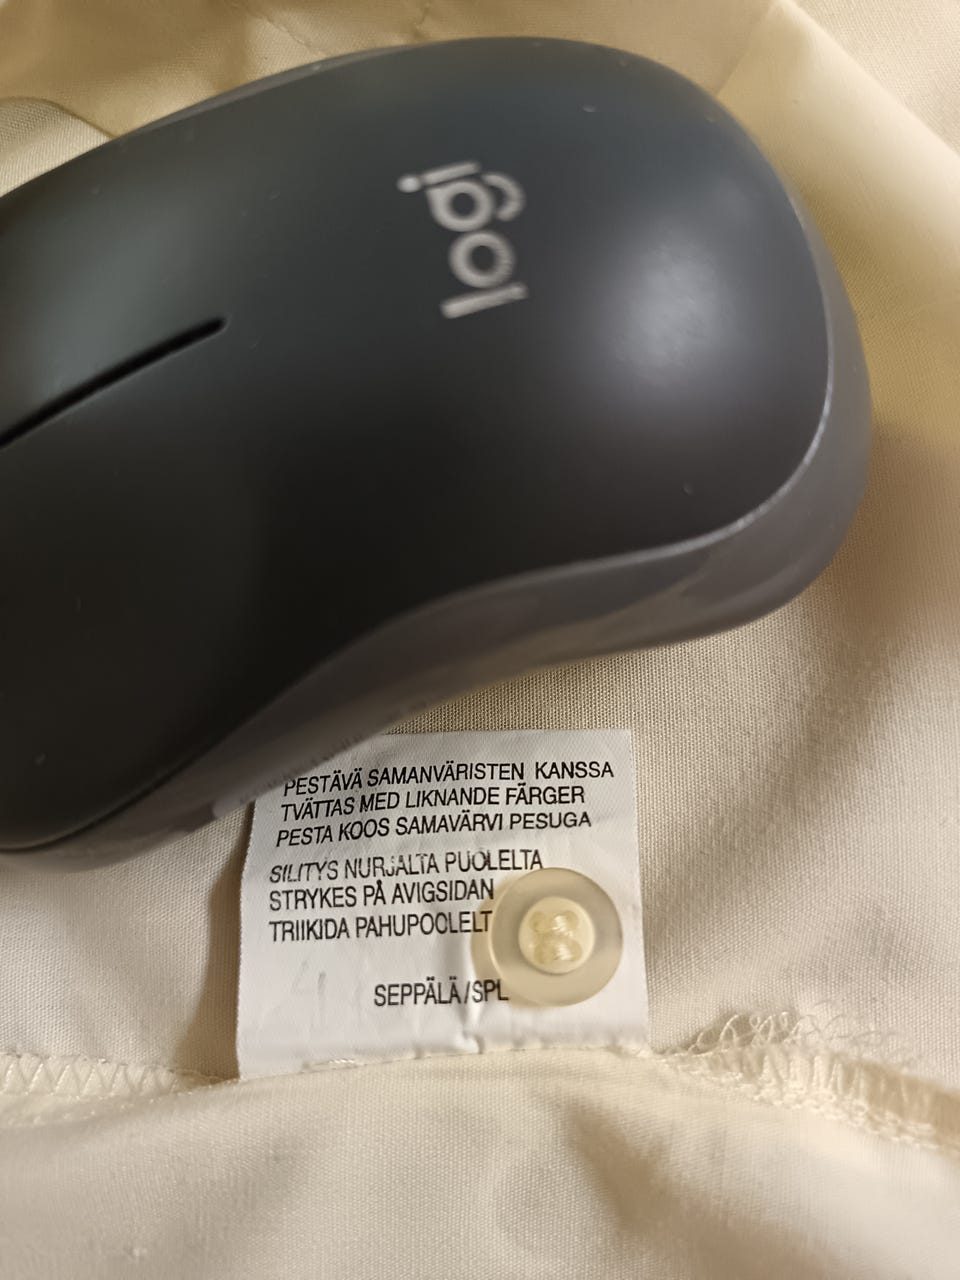 logi
PESTÄVÄ SAMANVÄRISTEN KANSSA
TVÄTTAS MED LIKNANDE FÄRGER
PESTA KOOS SAMAVÄRVI PESUGA
SILITYS NURJALTA PUOLELTA
STRYKES PÅ AVIGSIDAN
TRIIKIDA PAHUPOOLELT
SEPPÄLÄ/SPL